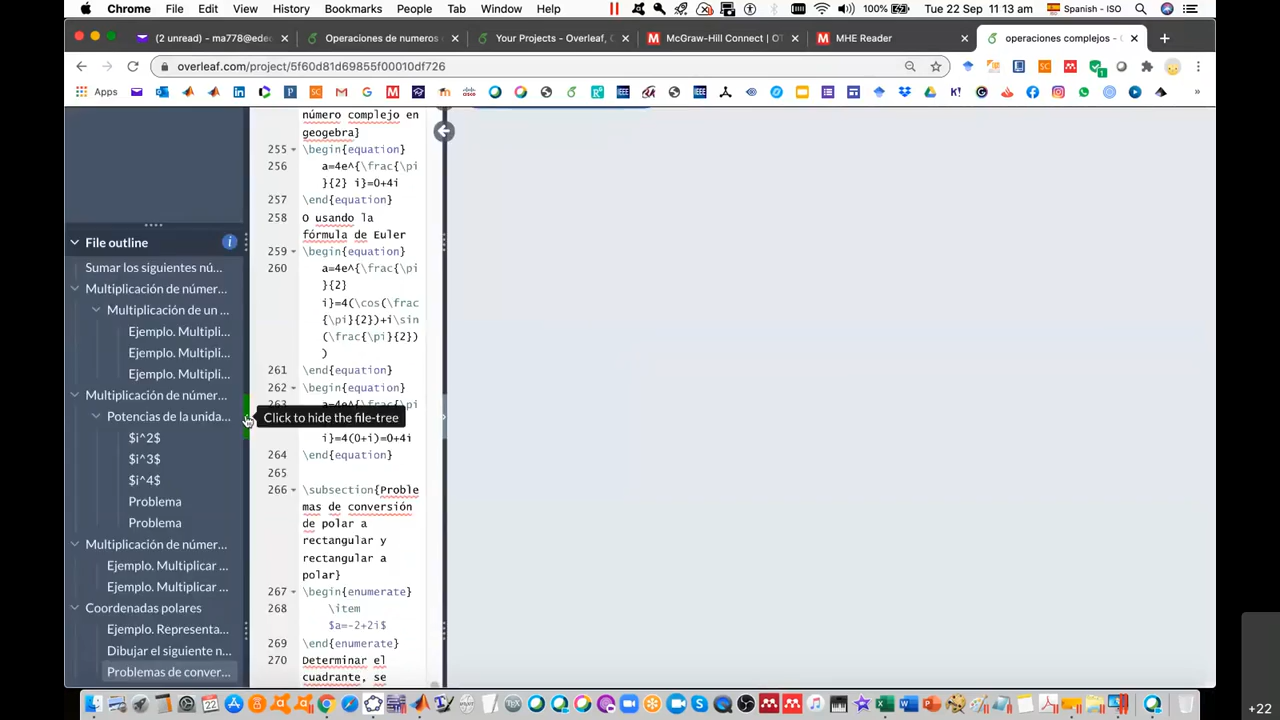 Chrome File Edit View History Bookmarks People Tab Window Help 100% Tue 22 Sep 11:13 am Spanish - ISO
(2 unread) - ma778@ede Operaciones de numeros Your Projects - Overleaf, McGraw-Hill Connect | OT MHE Reader operaciones complejos -
overleaf.com/project/5f60d81d69855f00010df726
Apps
número complejo en
geogebra}
255 \begin{equation}
256 a=4e^{\frac{\pi
}{2} i}=0+4i
257 \end{equation}
258 O usando la
fórmula de Euler
259 \begin{equation}
260 a=4e^{\frac{\pi
}{2}
i}=4(\cos(\frac
{\pi}{2})+i\sin
(\frac{\pi}{2})
)
261 \end{equation}
262 \begin{equation}
263 a=4e^{\frac{\pi
i}=4(0+i)=0+4i
264 \end{equation}
265
266 \subsection{Proble
mas de conversión
de polar a
rectangular y
rectangular a
polar}
267 \begin{enumerate}
268 \item
$a=-2+2i$
269 \end{enumerate}
270 Determinar el
cuadrante, se
File outline
Sumar los siguientes nú...
Multiplicación de númer...
Multiplicación de un ...
Ejemplo. Multipli...
Ejemplo. Multipli...
Ejemplo. Multipli...
Multiplicación de númer...
Potencias de la unida...
$i^2$
$i^3$
$i^4$
Problema
Problema
Multiplicación de númer...
Ejemplo. Multiplicar ...
Ejemplo. Multiplicar ...
Coordenadas polares
Ejemplo. Representa...
Dibujar el siguiente n...
Problemas de conver...
Click to hide the file-tree
+22